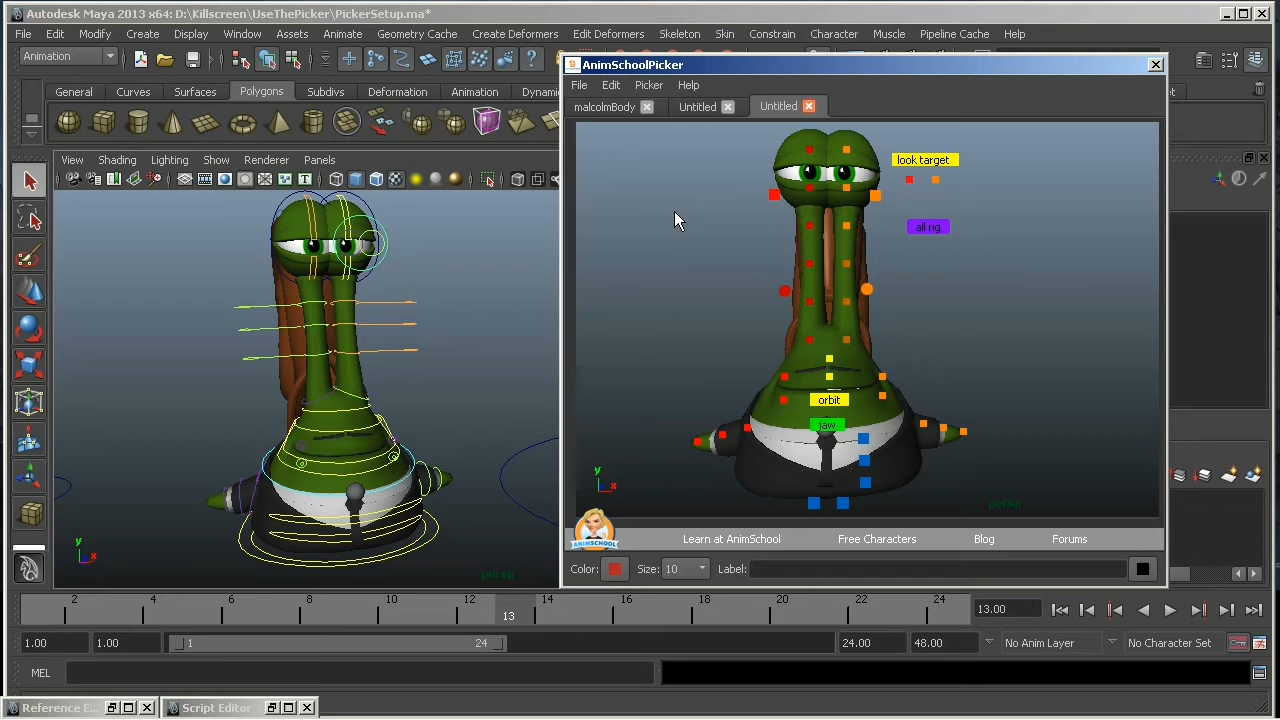 Autodesk Maya 2013 x64: D:\Killscreen\UseThePicker\PickerSetup.ma*
File Edit Modify Create Display Window Assets Animate Geometry Cache Create Deformers Edit Deformers Skeleton Skin Constrain Character Muscle Pipeline Cache Help
Animation
AnimSchoolPicker
File Edit Picker Help
General Curves Surfaces Polygons Subdivs Deformation Animation
malcolmBody Untitled Untitled
View Shading Lighting Show Renderer Panels
look target
all rig
orbit
jaw
y
x
persp
y
x
persp
ANIMSCHOOL
Learn at AnimSchool Free Characters Blog Forums
Color: Size: 10 Label:
2 4 6 8 10 12 13 14 16 18 20 22 24
13.00
1.00 1.00 1 24 24.00 48.00 No Anim Layer No Character Set
MEL
Reference E... Script Editor